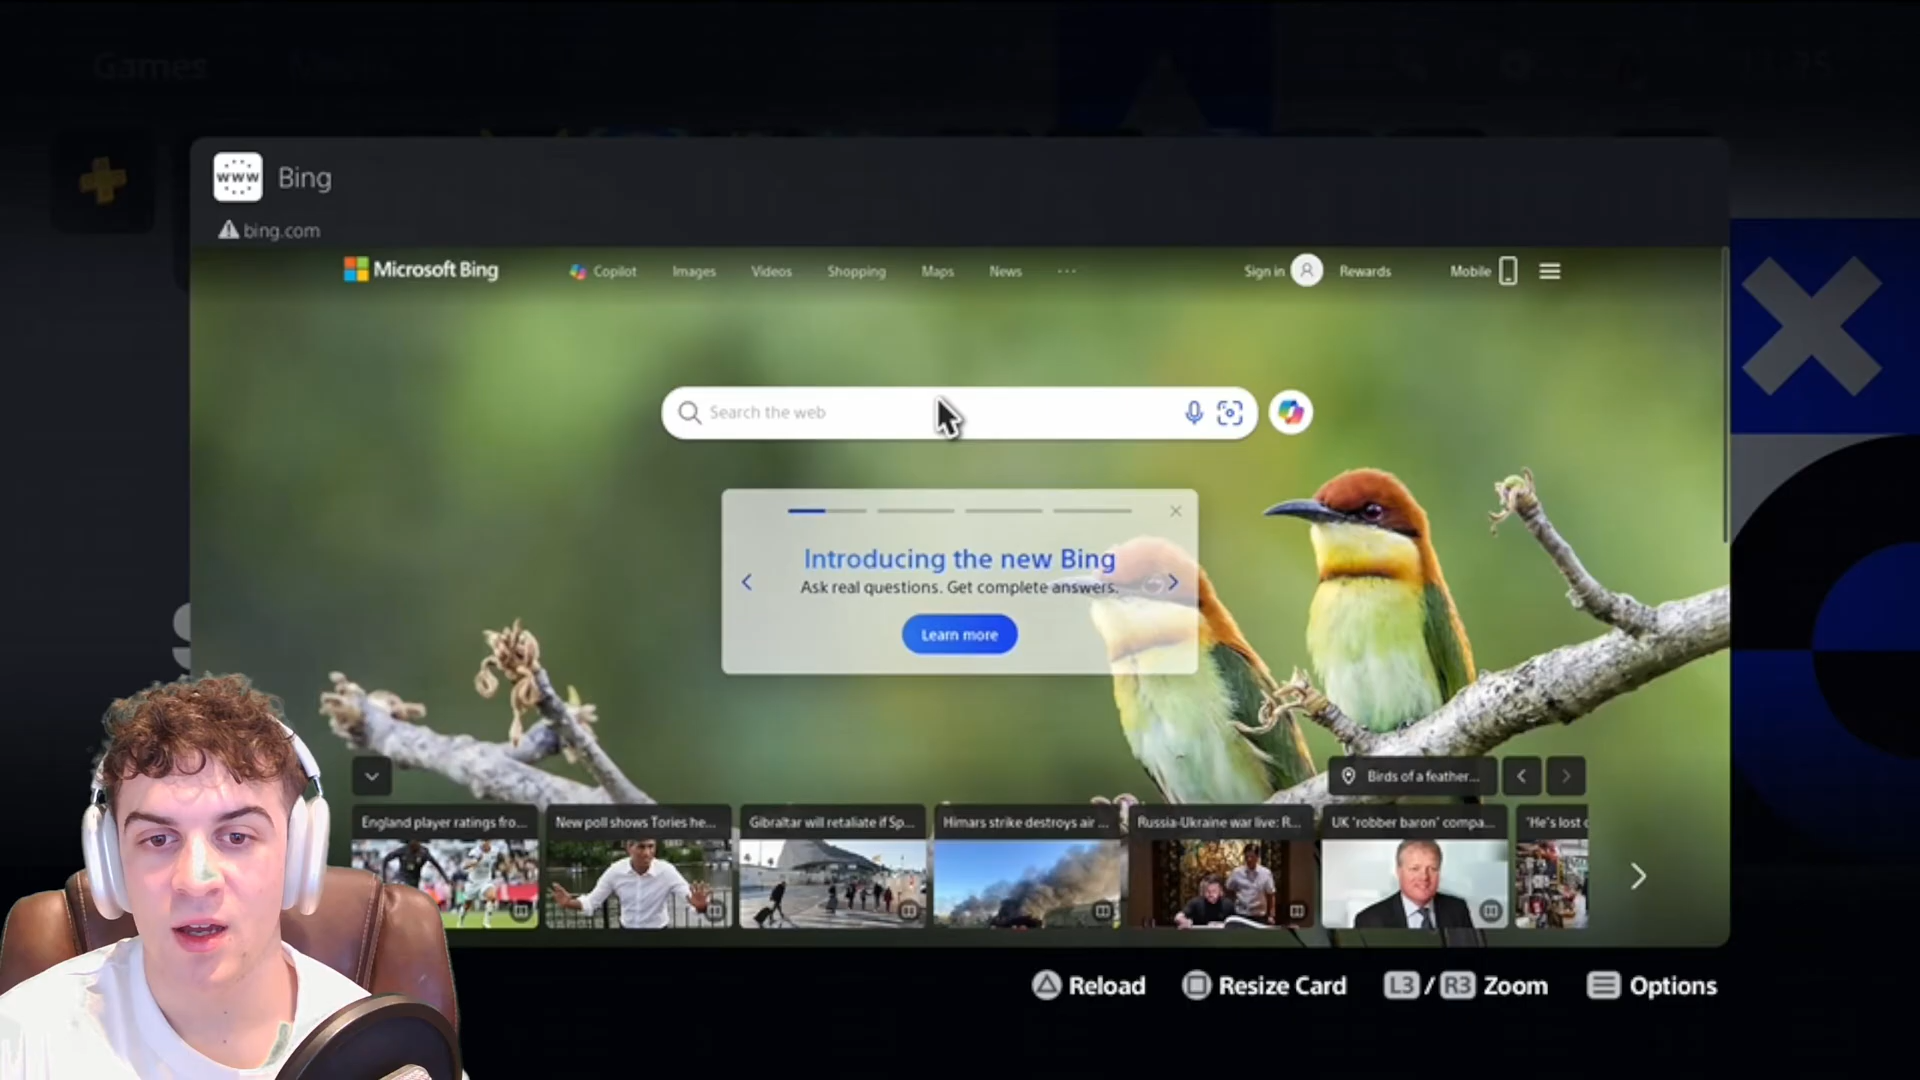 Games
www
Bing
bing.com
Microsoft Bing
Copilot
Images
Videos
Shopping
Maps
News
Sign in
Rewards
Mobile
Search the web
Introducing the new Bing
Ask real questions. Get complete answers.
Learn more
Birds of a feather...
England player ratings fro...
New poll shows Tories he...
Gibraltar will retaliate if Sp...
Himars strike destroys air ...
Russia-Ukraine war live: R...
UK 'robber baron' compa...
'He's lost
Reload
Resize Card
L3 / R3 Zoom
Options